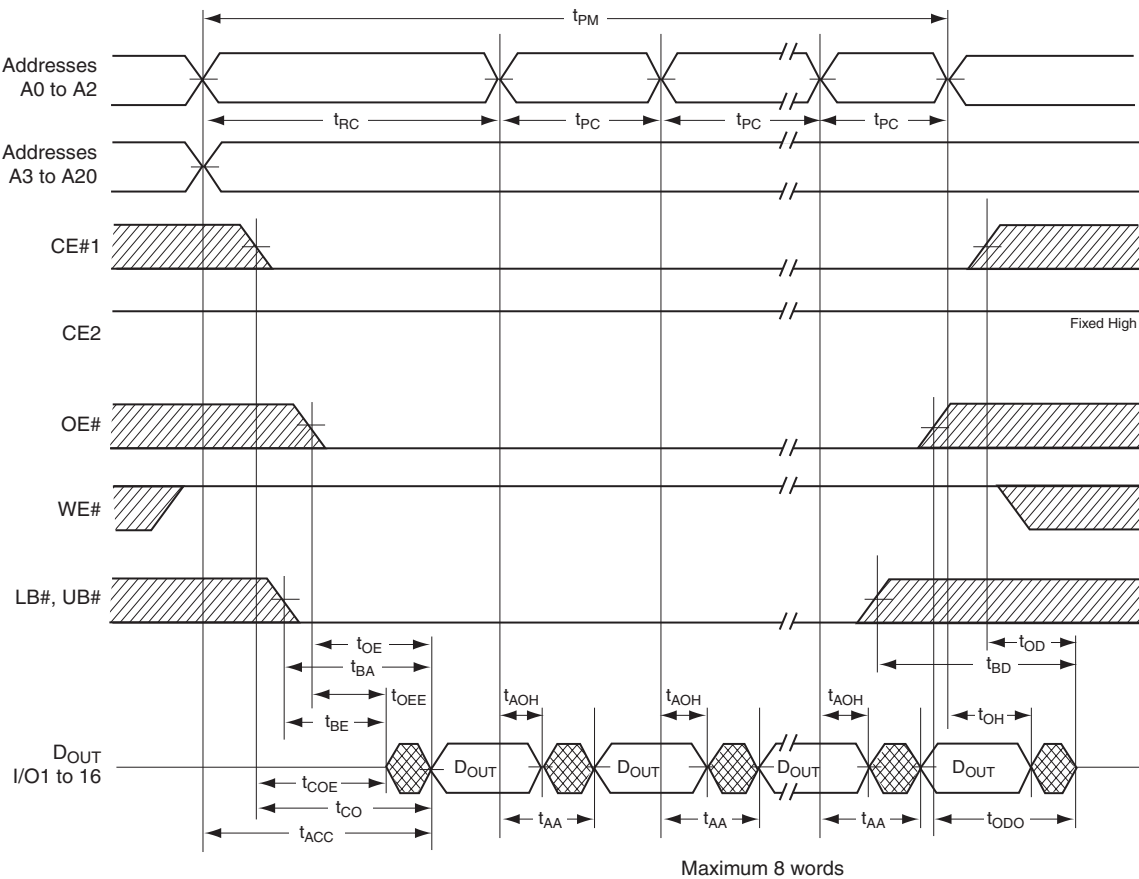 tPM
Addresses
A0 to A2
tRC tPC tPC tPC
Addresses
A3 to A20
CE#1
CE2
Fixed High
OE#
WE#
LB#, UB#
tOE tOD
tBA tBD
tOEE tAOH tAOH tAOH
tBE tOH
DOUT
I/O1 to 16
DOUT DOUT DOUT DOUT
tCOE
tCO tAA tAA tAA tODO
tACC
Maximum 8 words